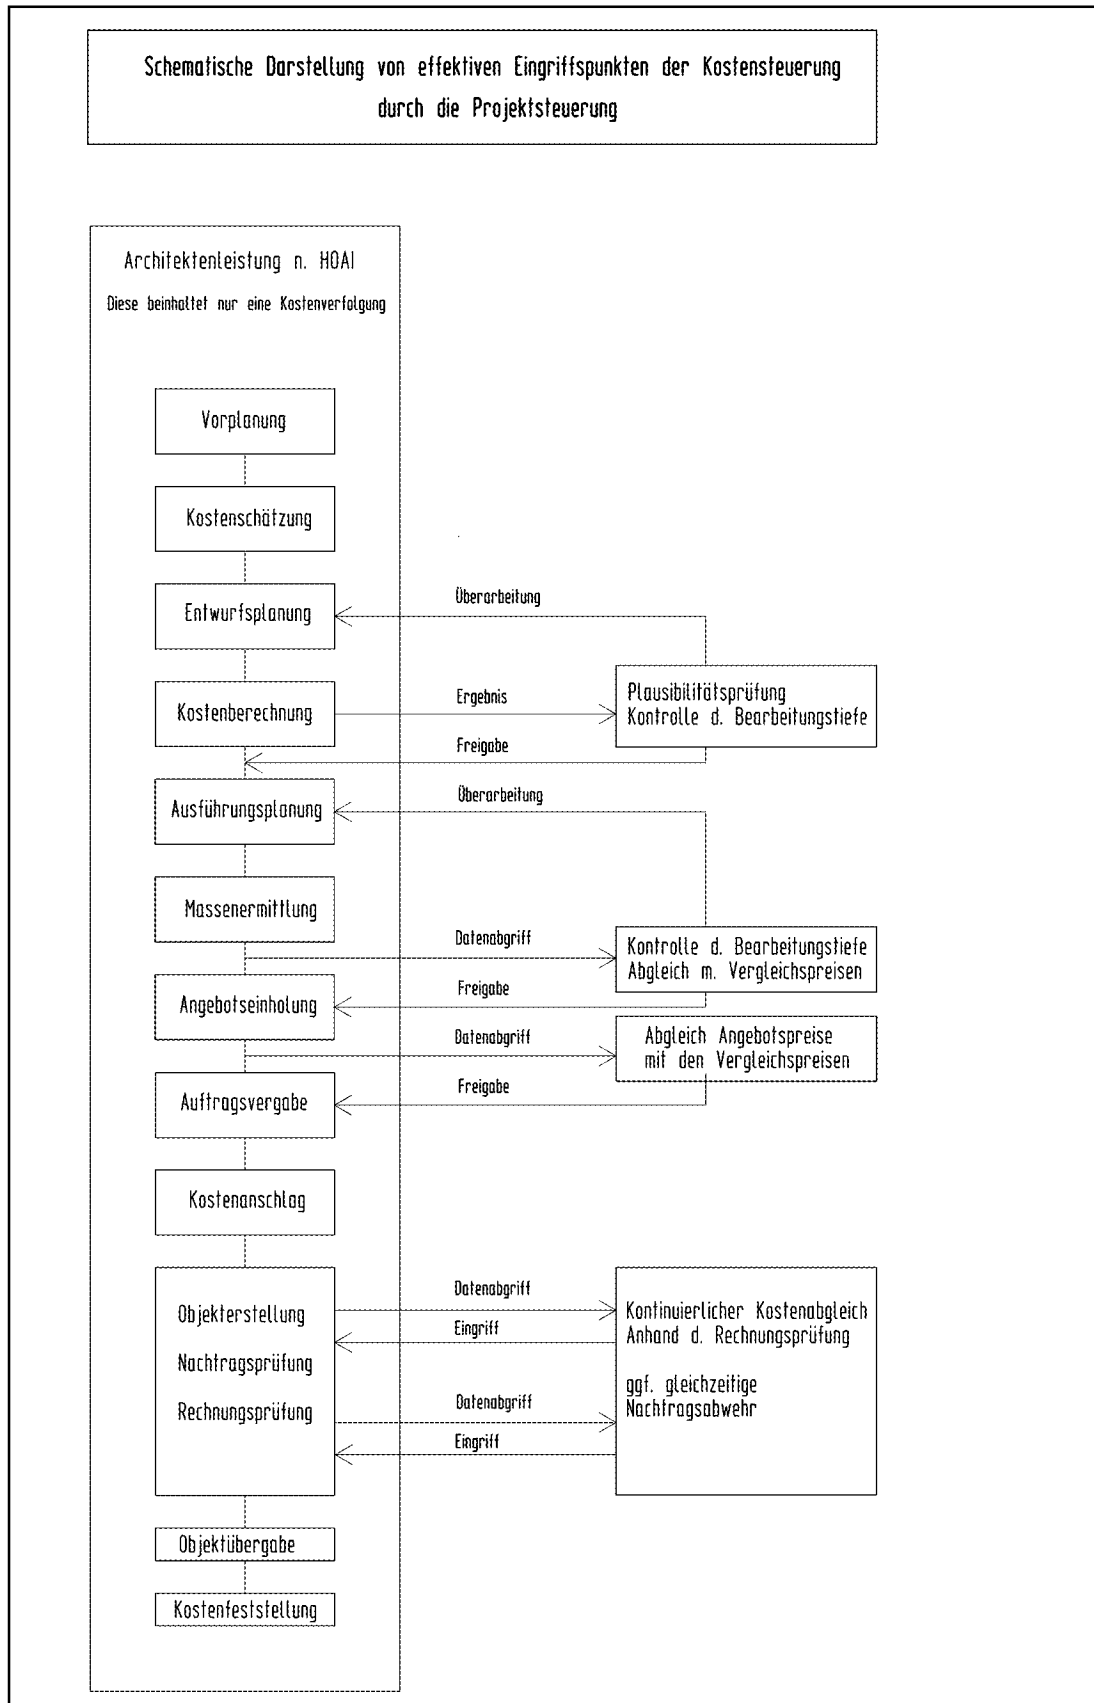 Schematische Darstellung von effektiven Eingriffspunkten der Kostensteuerung
durch die Projektsteuerung
Architektenleistung n. HOAI
Diese beinhaltet nur eine Kostenverfolgung
Vorplanung
Kostenschätzung
Entwurfsplanung
Überarbeitung
Kostenberechnung
Ergebnis
Plausibilitätsprüfung
Kontrolle d. Bearbeitungstiefe
Freigabe
Ausführungsplanung
Überarbeitung
Massenermittlung
Datenabgriff
Kontrolle d. Bearbeitungstiefe
Abgleich m. Vergleichspreisen
Freigabe
Angebotseinholung
Datenabgriff
Abgleich Angebotspreise
mit den Vergleichspreisen
Freigabe
Auftragsvergabe
Kostenanschlag
Objekterstellung
Nachtragsprüfung
Rechnungsprüfung
Datenabgriff
Eingriff
Datenabgriff
Eingriff
Kontinuierlicher Kostenabgleich
Anhand d. Rechnungsprüfung
ggf. gleichzeitige
Nachtragsabwehr
Objektübergabe
Kostenfeststellung